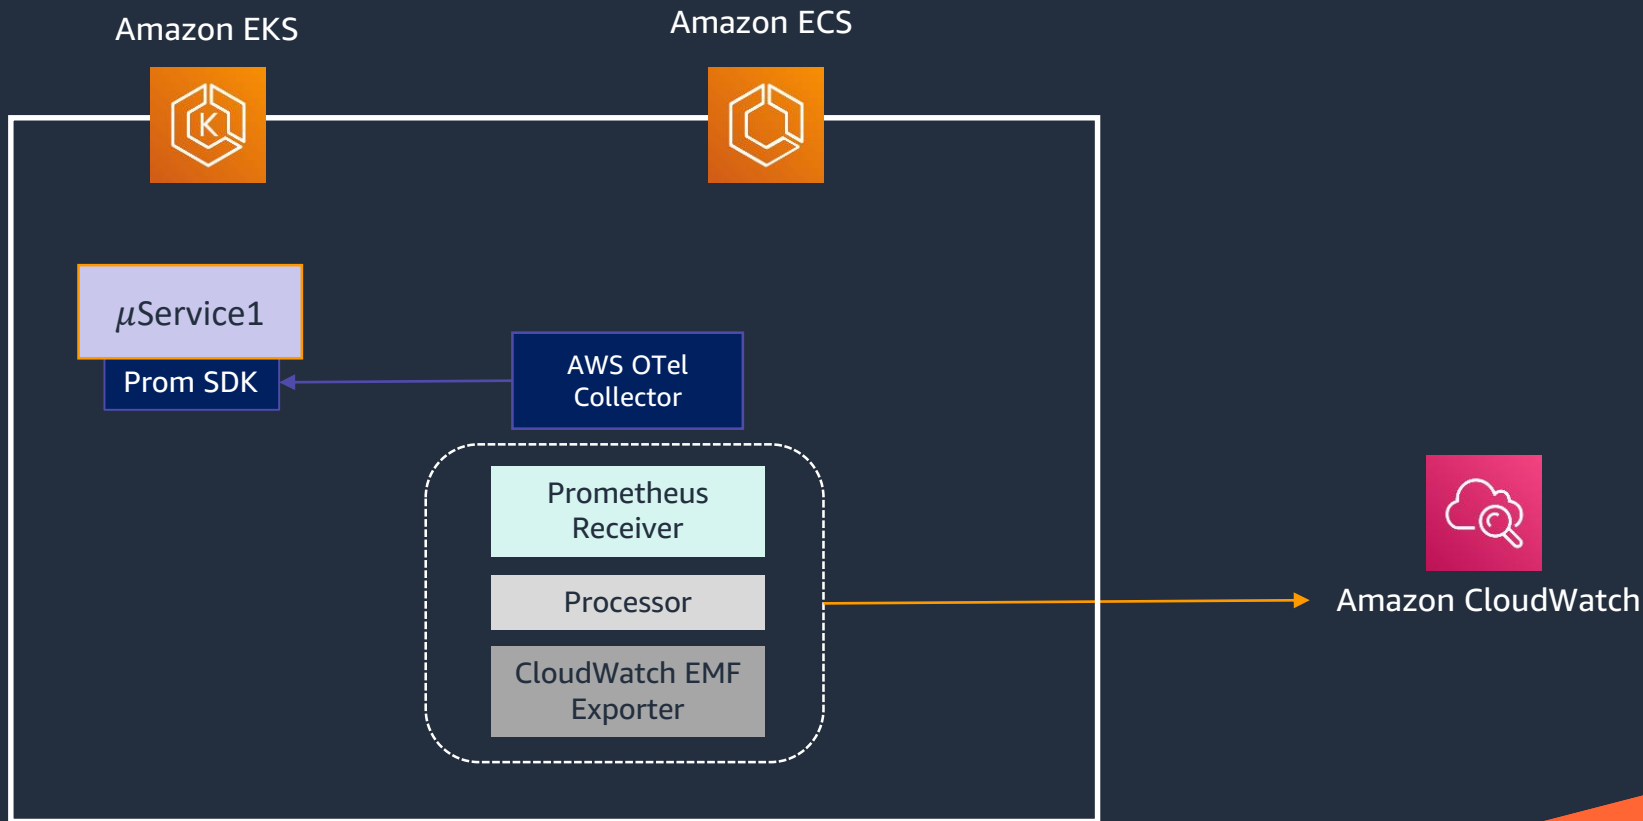 Amazon EKS
Amazon ECS
K
μService1
Prom SDK
AWS OTel
Collector
Prometheus
Receiver
Processor
CloudWatch EMF
Exporter
Amazon CloudWatch